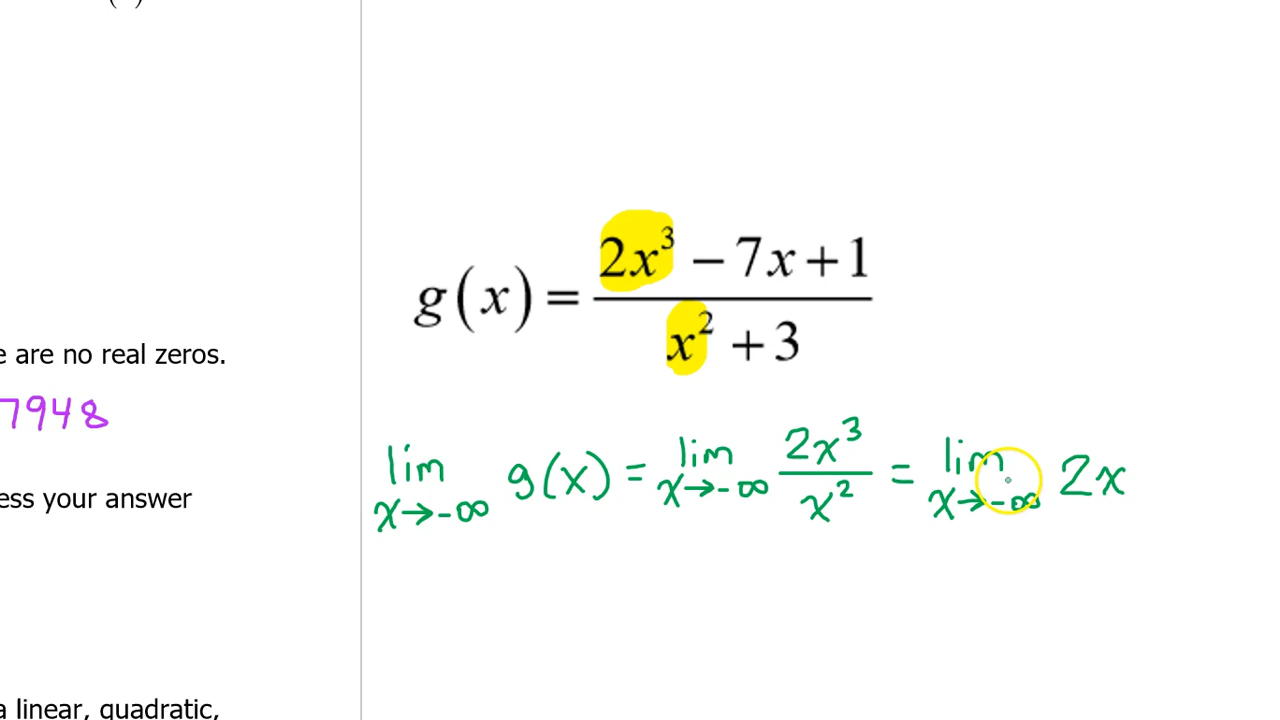 g(x) = (2x³ − 7x + 1) / (x² + 3)
e are no real zeros.
7948
lim x→-∞ g(x) = lim x→-∞ 2x³/x² = lim x→-∞ 2x
ess your answer
a linear, quadratic,